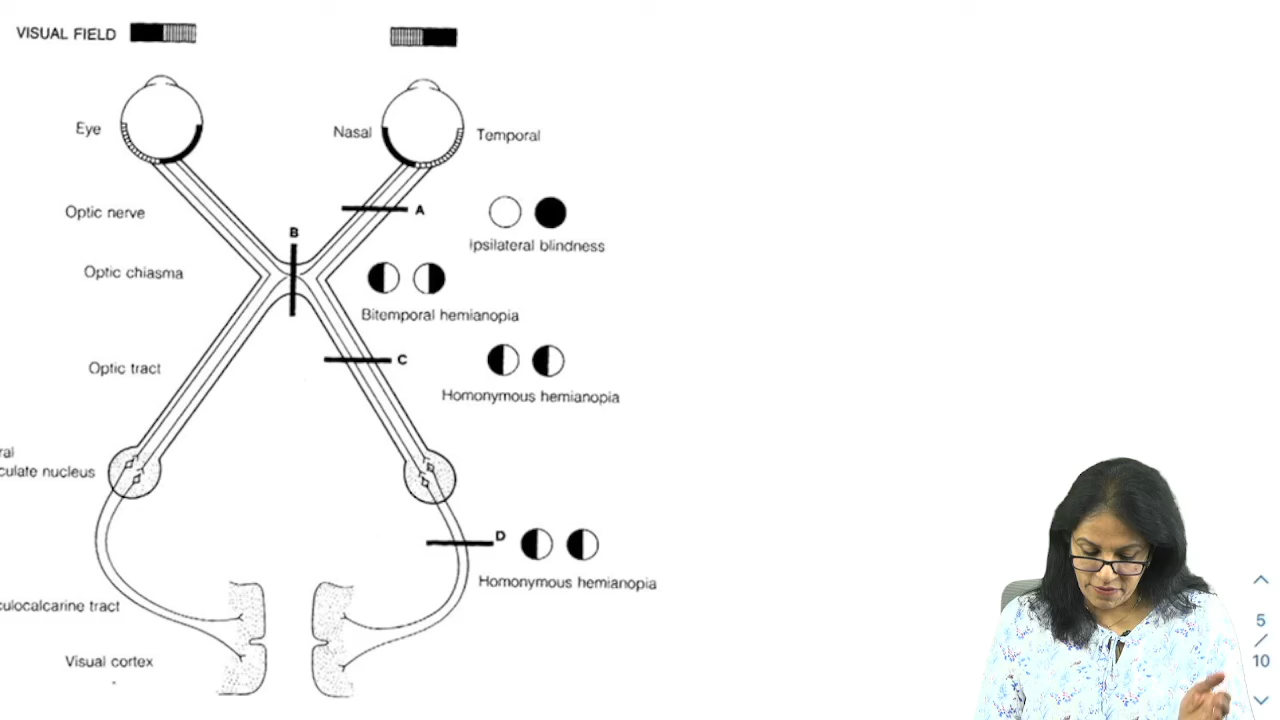 VISUAL FIELD
Eye
Nasal
Temporal
Optic nerve
A
Ipsilateral blindness
B
Optic chiasma
Bitemporal hemianopia
Optic tract
C
Homonymous hemianopia
ral
culate nucleus
D
Homonymous hemianopia
culocalcarine tract
Visual cortex
5
/
10